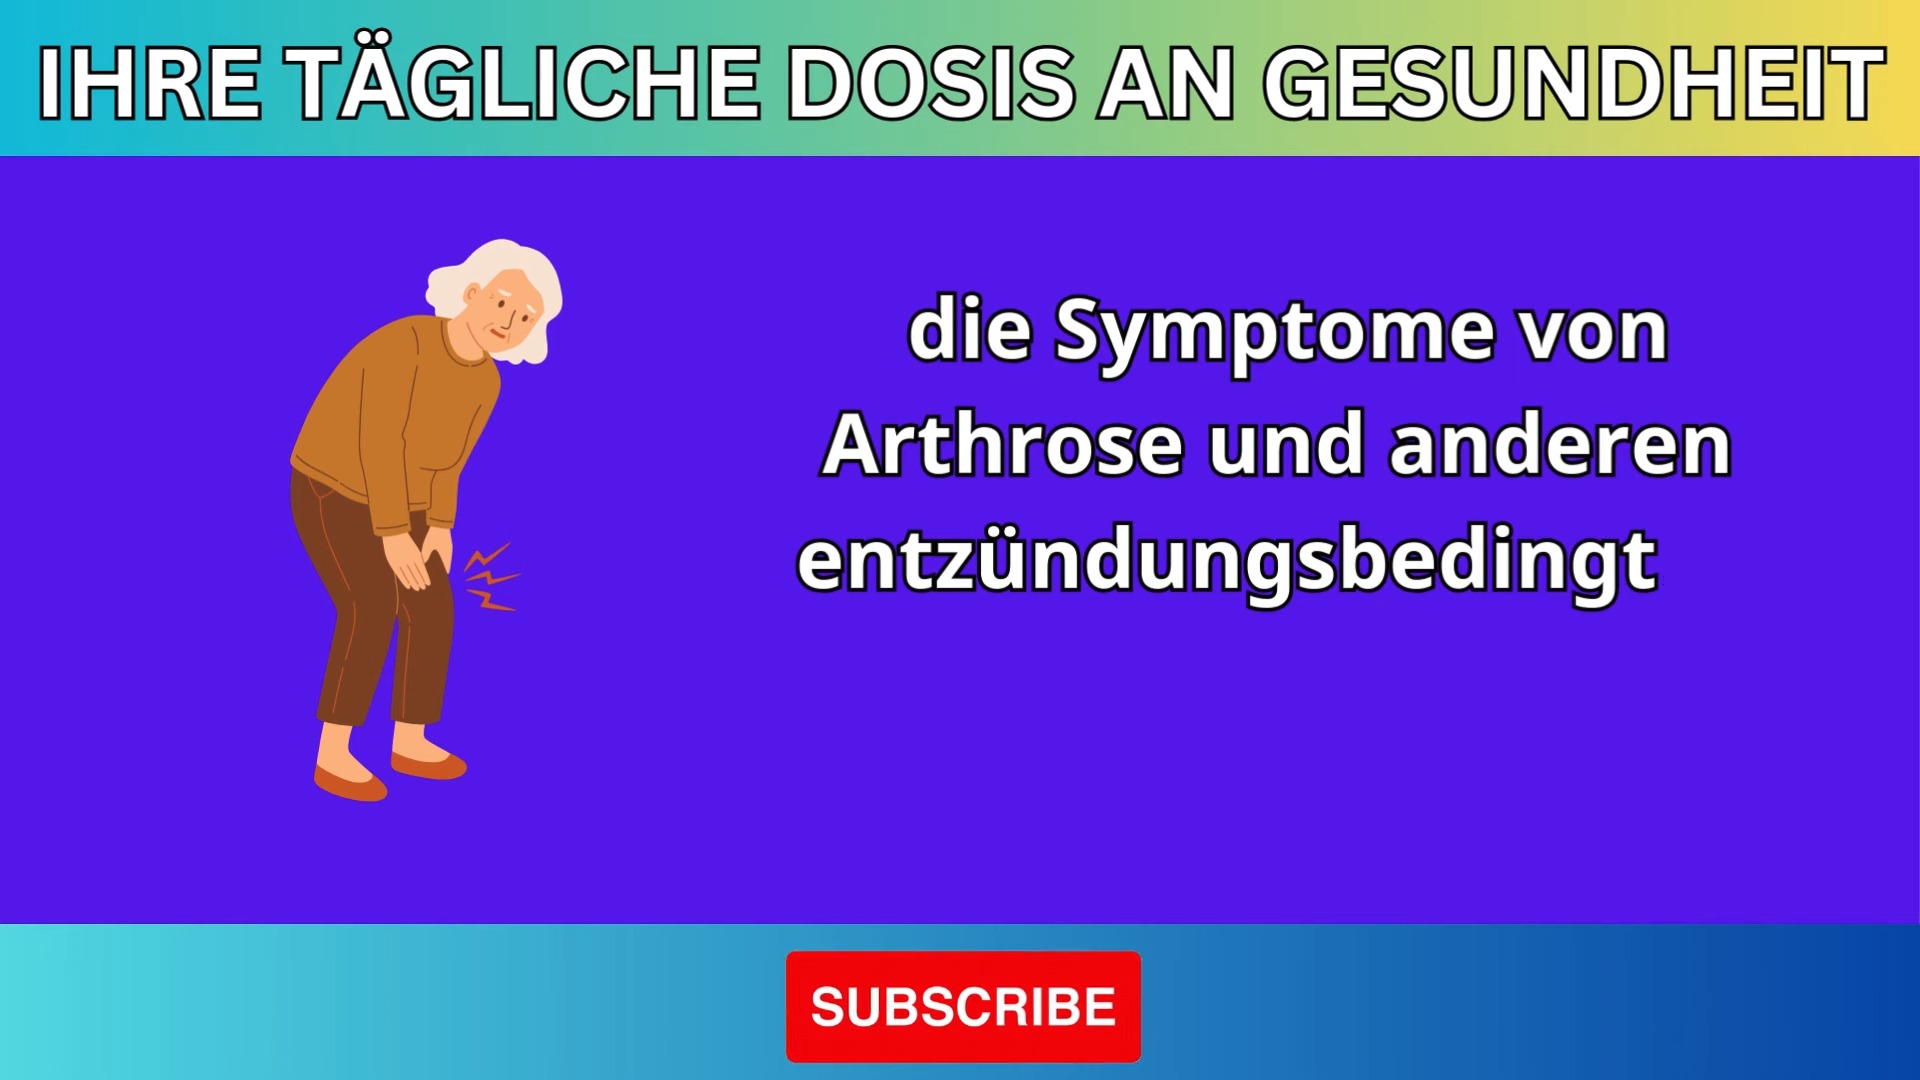 IHRE TÄGLICHE DOSIS AN GESUNDHEIT
die Symptome von
Arthrose und anderen
entzündungsbedingt
SUBSCRIBE